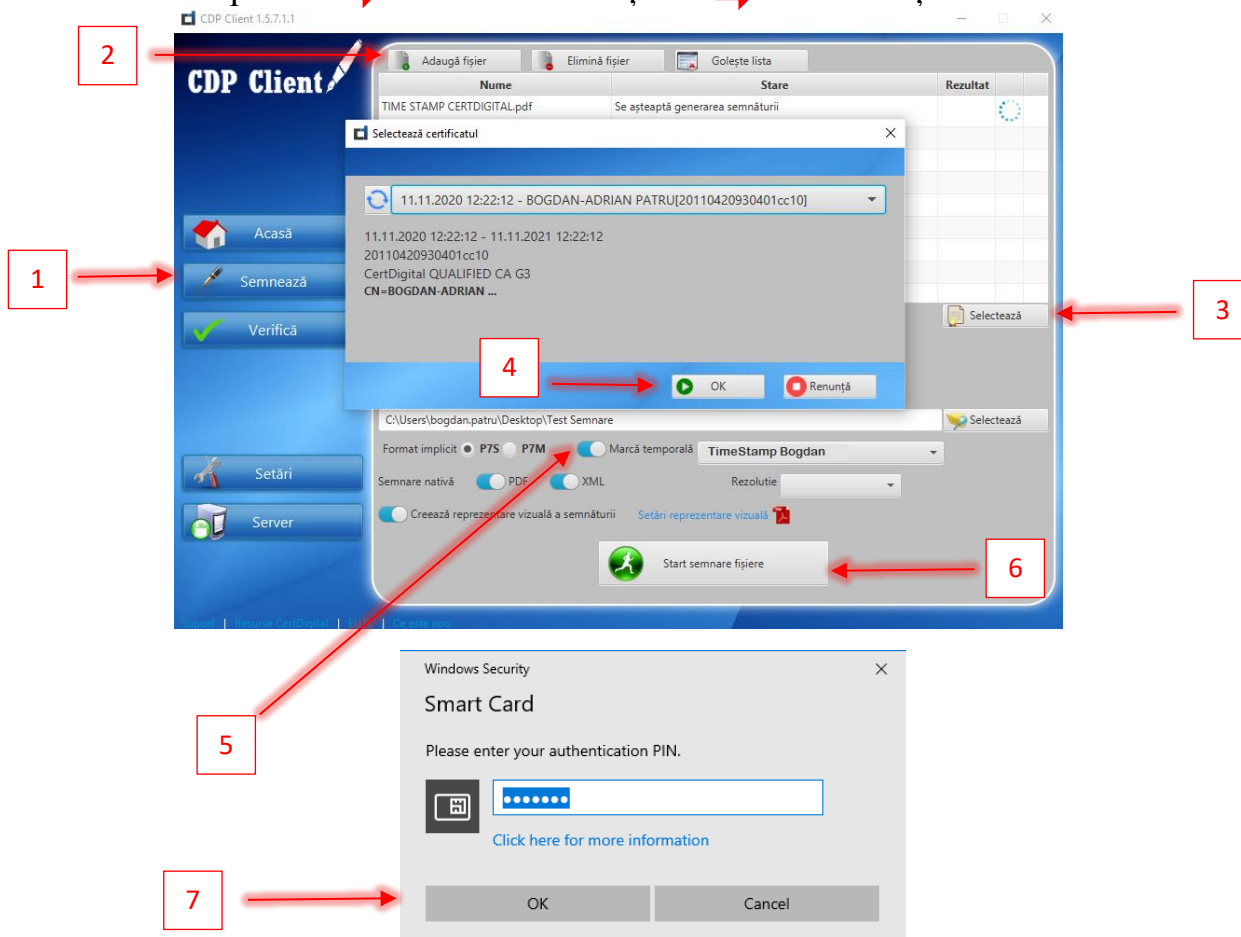 CDP Client 1.5.7.1.1
2
CDP Client
Adaugă fișier
Elimină fișier
Golește lista
Nume
Stare
Rezultat
TIME STAMP CERTDIGITAL.pdf
Se așteaptă generarea semnăturii
Selectează certificatul
11.11.2020 12:22:12 - BOGDAN-ADRIAN PATRU[20110420930401cc10]
11.11.2020 12:22:12 - 11.11.2021 12:22:12
20110420930401cc10
CertDigital QUALIFIED CA G3
CN=BOGDAN-ADRIAN ...
Acasă
1
Semnează
Verifică
Selectează
3
4
OK
Renunță
C:\Users\bogdan.patru\Desktop\Test Semnare
Selectează
Format implicit
P7S
P7M
Marcă temporală
TimeStamp Bogdan
Setări
Semnare nativă
PDF
XML
Rezolutie
Server
Creează reprezentare vizuală a semnăturii
Setări reprezentare vizuală
Start semnare fișiere
6
Suport | Resurse CertDigital |
| Ce este nou
Windows Security
Smart Card
5
Please enter your authentication PIN.
Click here for more information
7
OK
Cancel